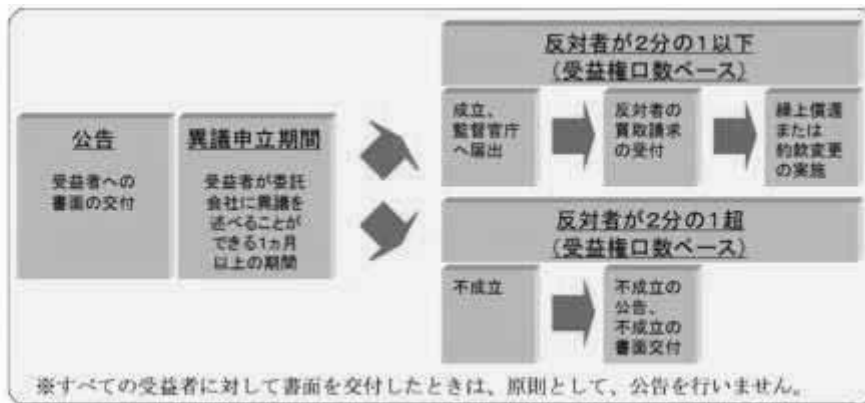 公告
受益者への
書面の交付
異議申立期間
受益者が委託
会社に異議を
述べることが
できる1ヵ月
以上の期間
反対者が2分の1以下
(受益権口数ベース)
成立、
監督官庁
へ届出
反対者の
買取請求
の受付
繰上償還
または
約款変更
の実施
反対者が2分の1超
(受益権口数ベース)
不成立
不成立の
公告、
不成立の
書面交付
※すべての受益者に対して書面を交付したときは、原則として、公告を行いません。